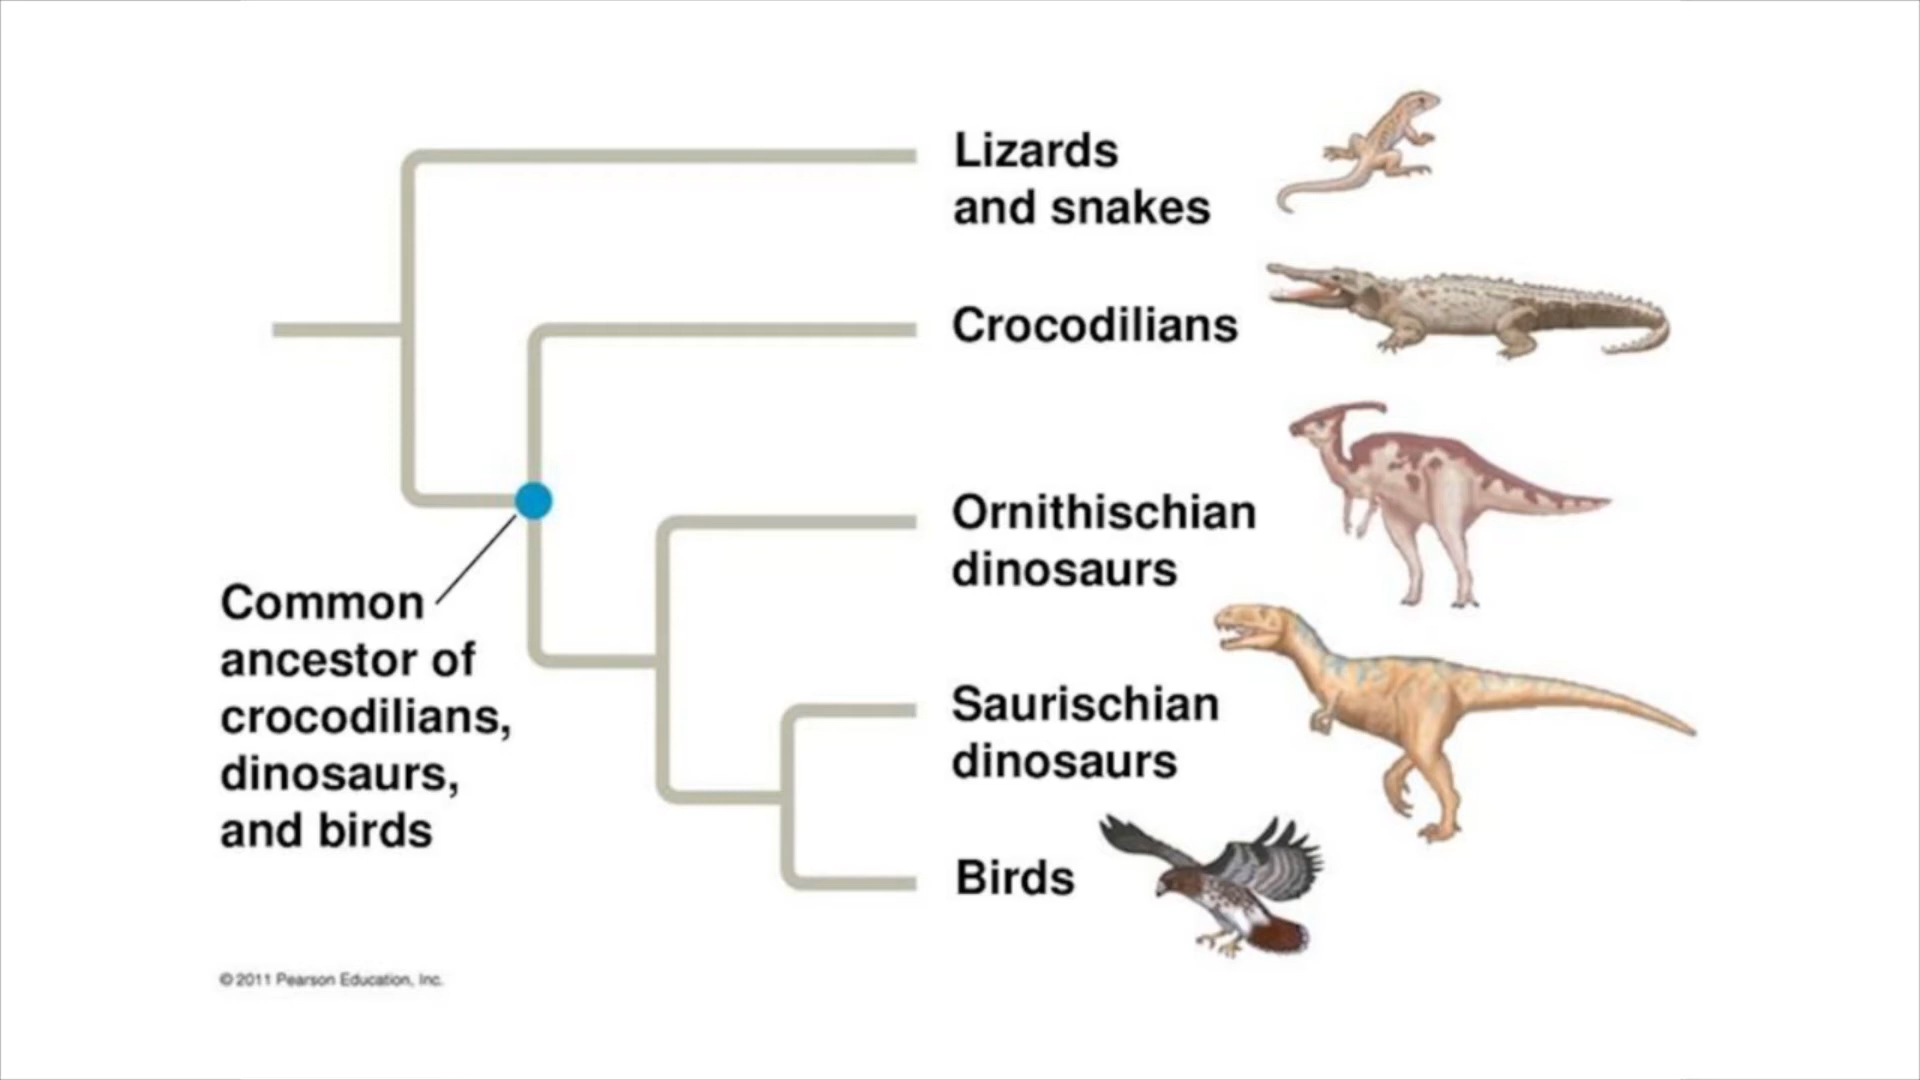 Lizards
and snakes
Crocodilians
Ornithischian
dinosaurs
Common
ancestor of
crocodilians,
dinosaurs,
and birds
Saurischian
dinosaurs
Birds
© 2011 Pearson Education, Inc.